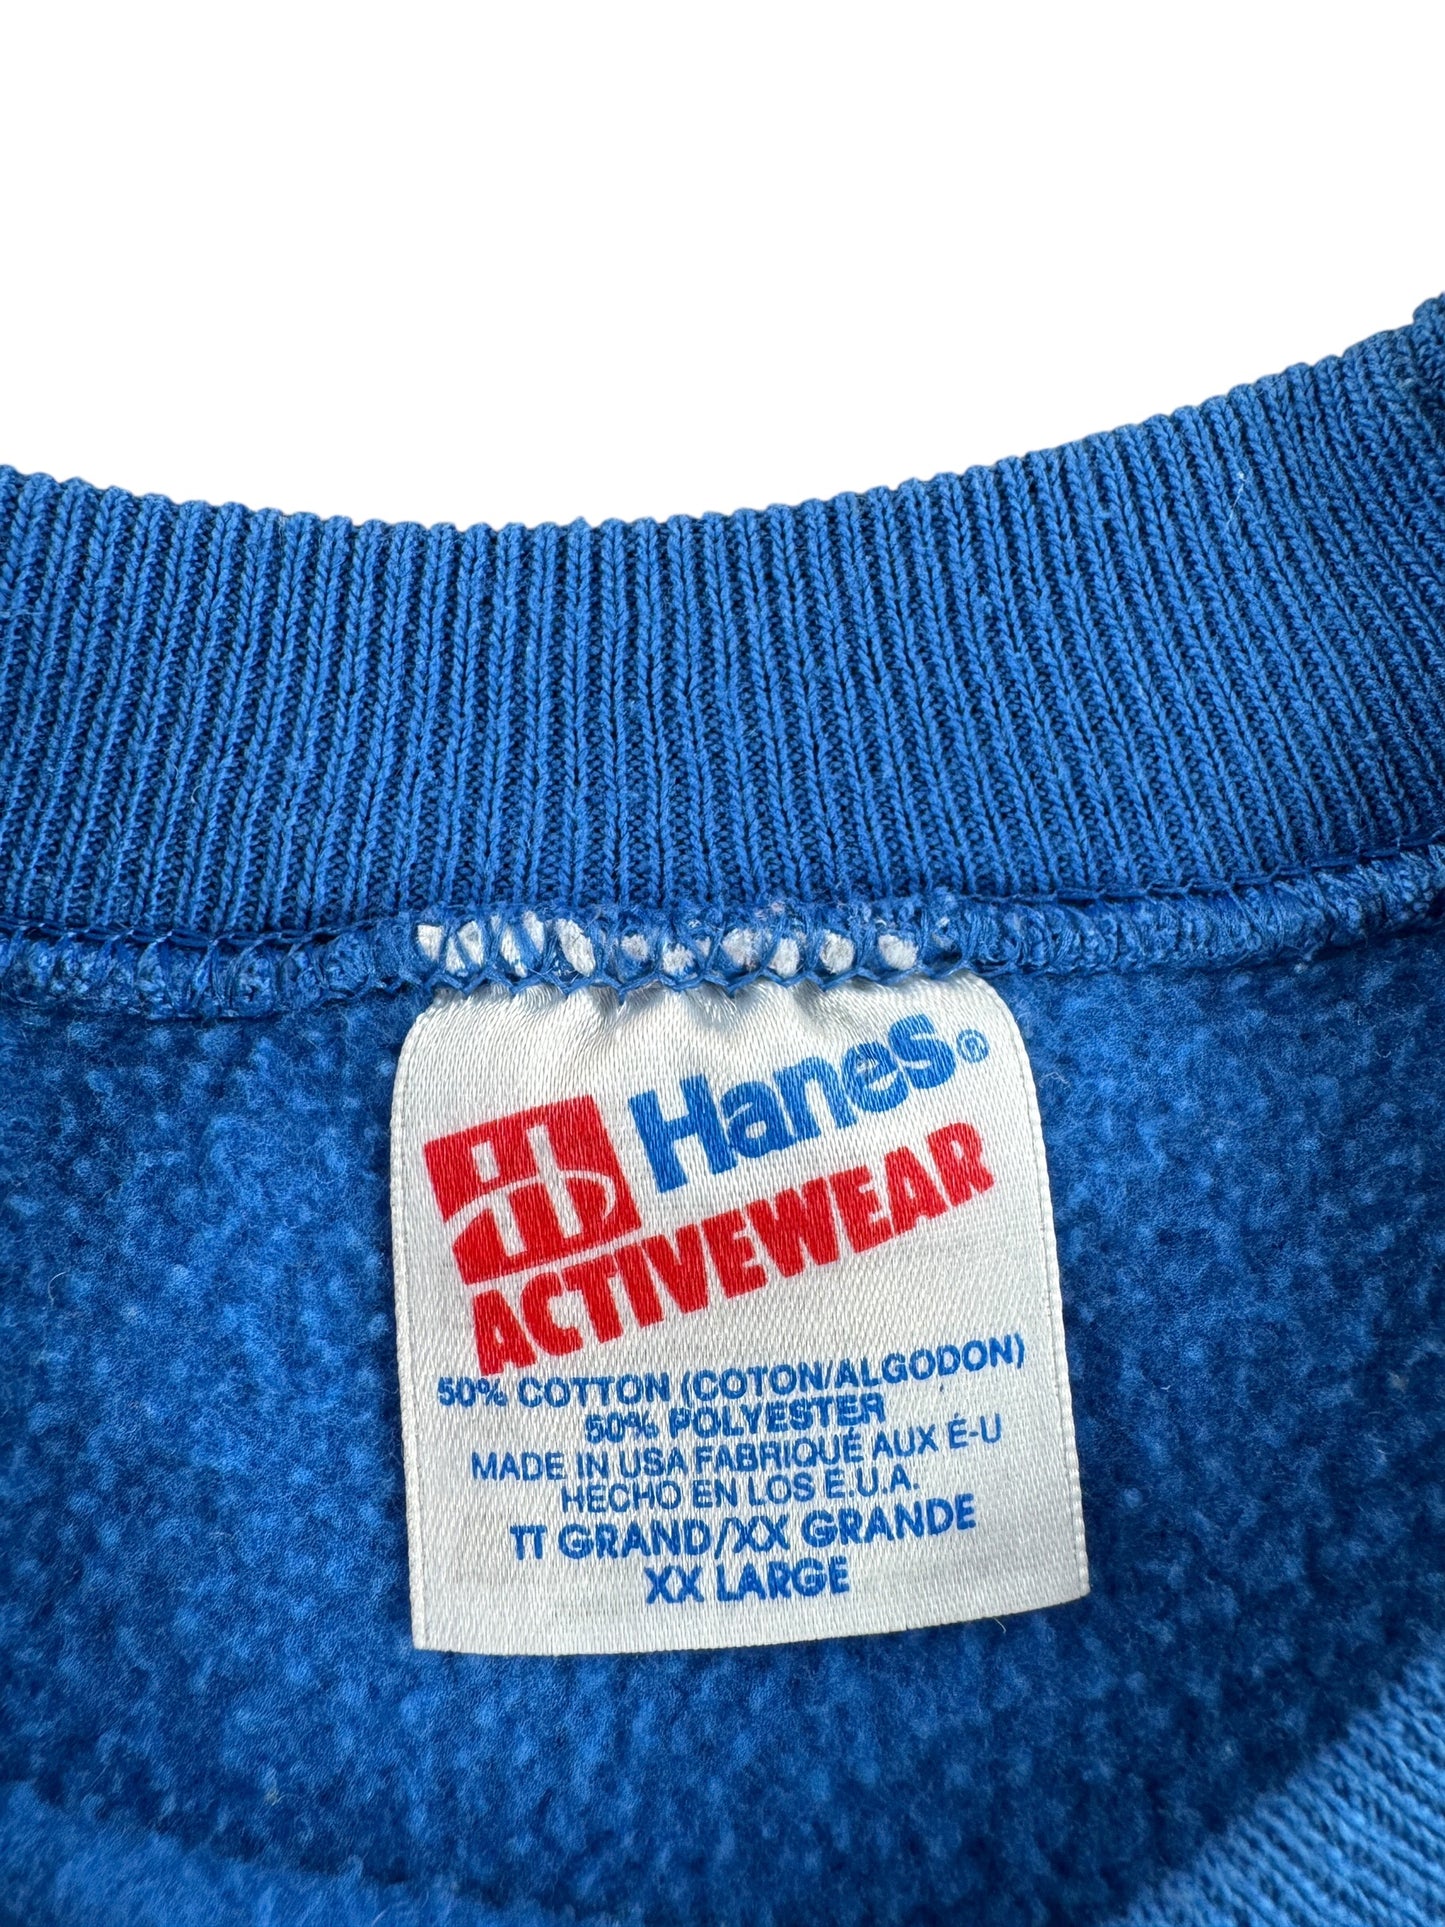 Hanes®
ACTIVEWEAR
50% COTTON (COTON/ALGODON)
50% POLYESTER
MADE IN USA FABRIQUÉ AUX É-U
HECHO EN LOS E.U.A.
TT GRAND/XX GRANDE
XX LARGE